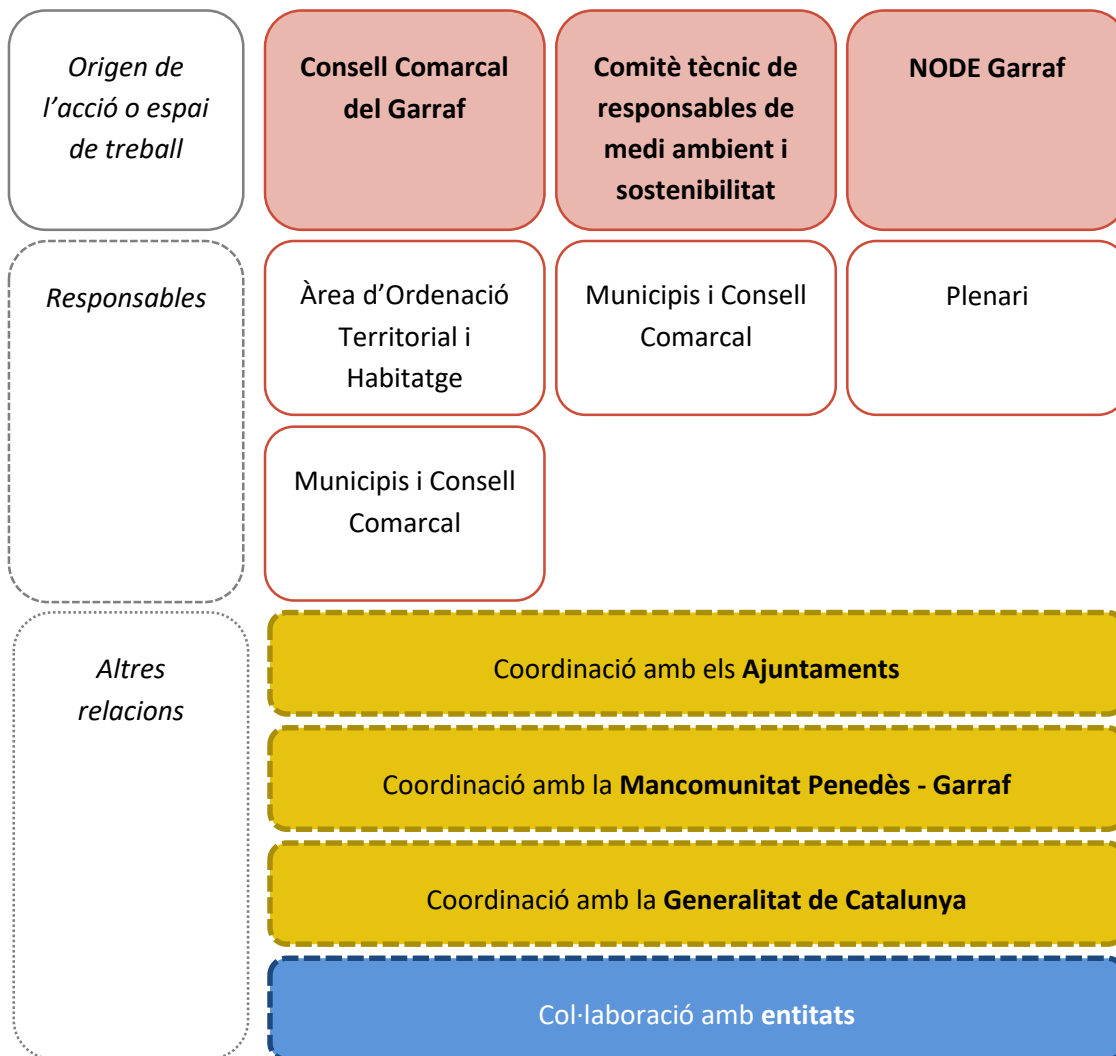 Origen de
l’acció o espai
de treball
Consell Comarcal
del Garraf
Comitè tècnic de
responsables de
medi ambient i
sostenibilitat
NODE Garraf
Responsables
Àrea d’Ordenació
Territorial i
Habitatge
Municipis i Consell
Comarcal
Plenari
Municipis i Consell
Comarcal
Altres
relacions
Coordinació amb els Ajuntaments
Coordinació amb la Mancomunitat Penedès - Garraf
Coordinació amb la Generalitat de Catalunya
Col·laboració amb entitats